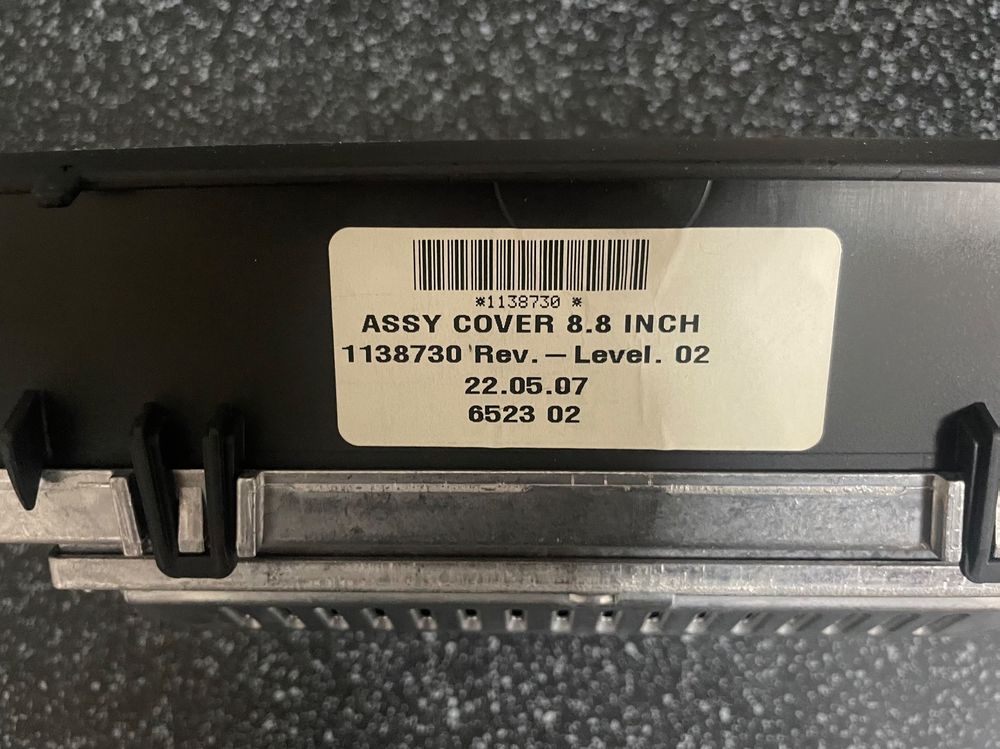 *1138730 *
ASSY COVER 8.8 INCH
1138730 Rev. – Level. 02
22.05.07
6523 02